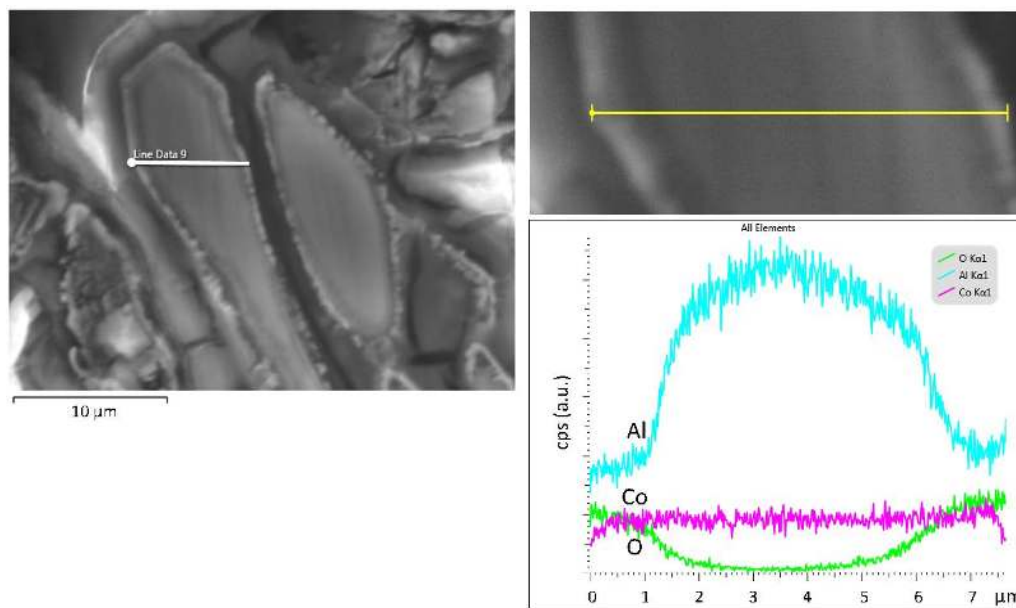 Line Data 9
10 µm
All Elements
O Kα1
Al Kα1
Co Kα1
cps (a.u.)
Al
Co
O
0 1 2 3 4 5 6 7 µm